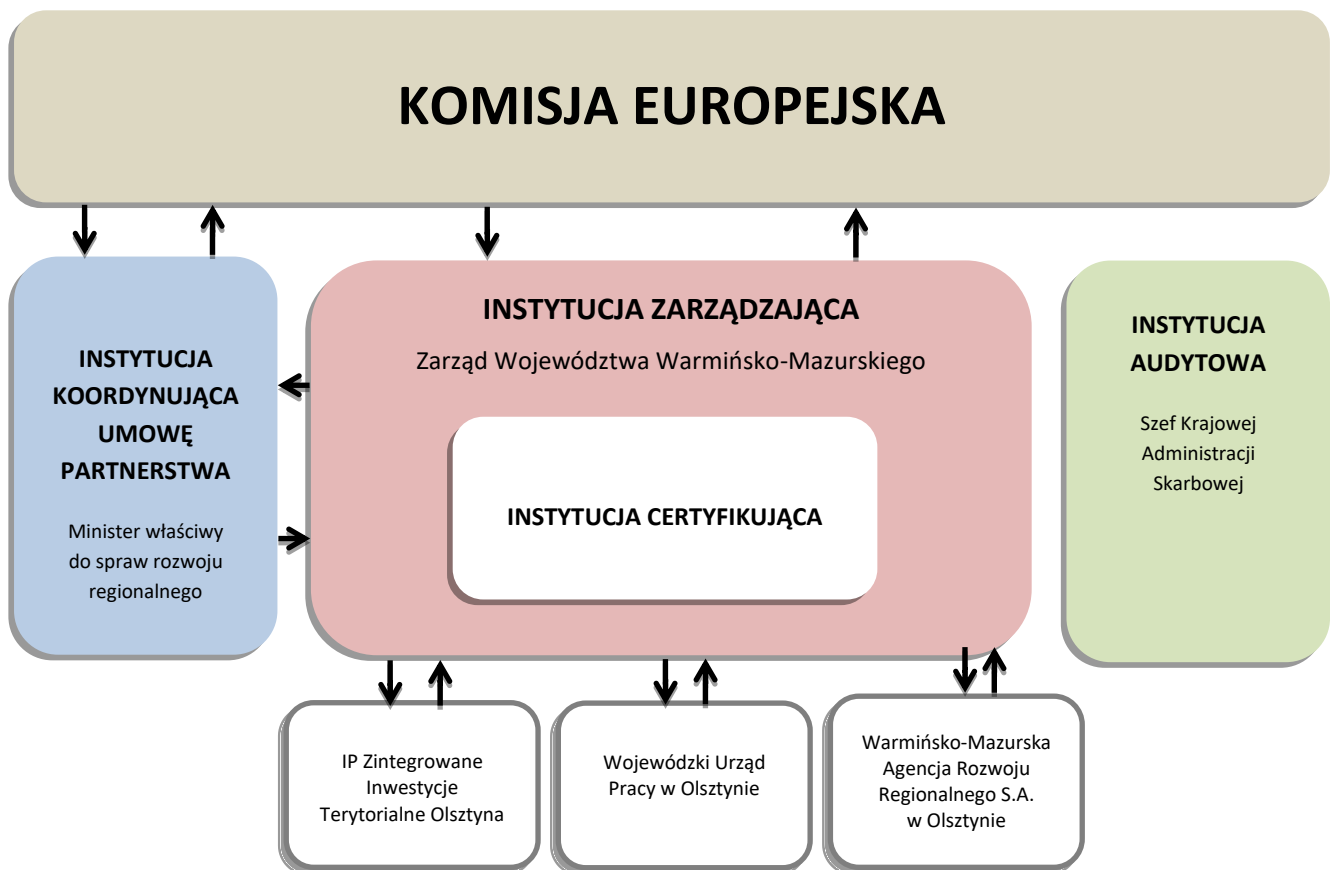 KOMISJA EUROPEJSKA
INSTYTUCJA
KOORDYNUJĄCA
UMOWĘ
PARTNERSTWA
Minister właściwy
do spraw rozwoju
regionalnego
INSTYTUCJA ZARZĄDZAJĄCA
Zarząd Województwa Warmińsko-Mazurskiego
INSTYTUCJA CERTYFIKUJĄCA
INSTYTUCJA
AUDYTOWA
Szef Krajowej
Administracji
Skarbowej
IP Zintegrowane
Inwestycje
Terytorialne Olsztyna
Wojewódzki Urząd
Pracy w Olsztynie
Warmińsko-Mazurska
Agencja Rozwoju
Regionalnego S.A.
w Olsztynie